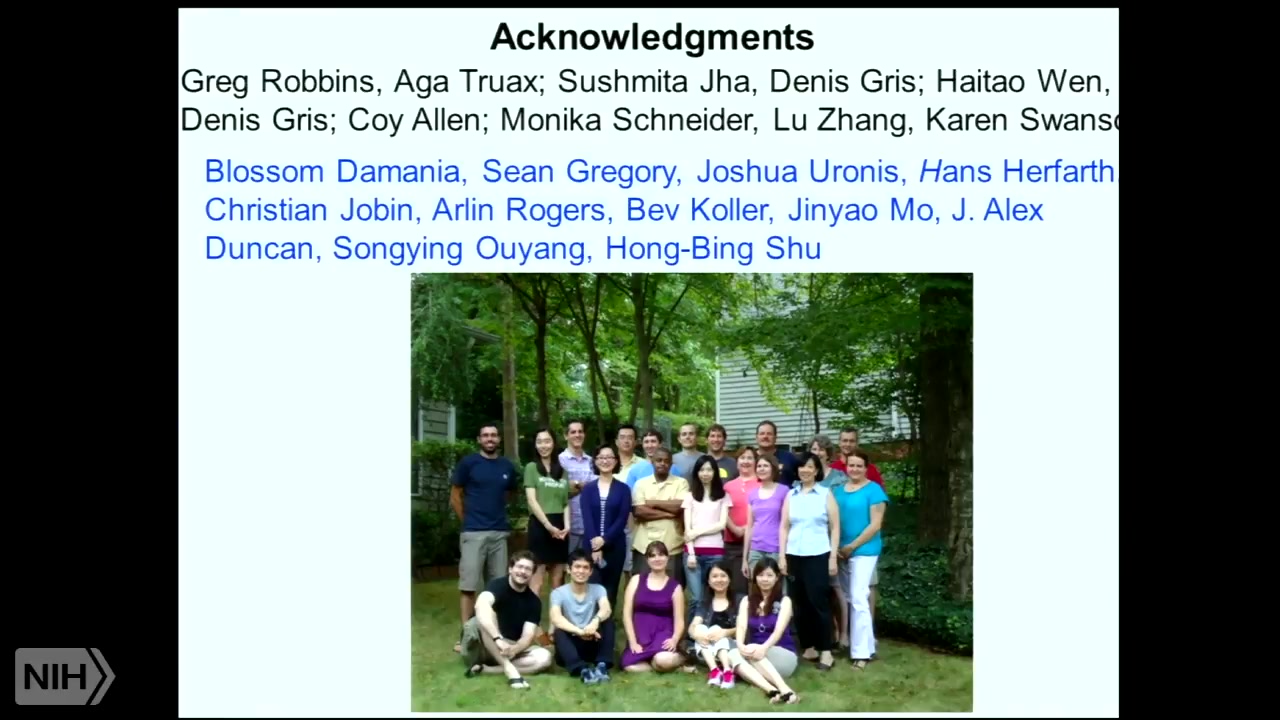 Acknowledgments
Greg Robbins, Aga Truax; Sushmita Jha, Denis Gris; Haitao Wen,
Denis Gris; Coy Allen; Monika Schneider, Lu Zhang, Karen Swanso
Blossom Damania, Sean Gregory, Joshua Uronis, Hans Herfarth,
Christian Jobin, Arlin Rogers, Bev Koller, Jinyao Mo, J. Alex
Duncan, Songying Ouyang, Hong-Bing Shu
NIH